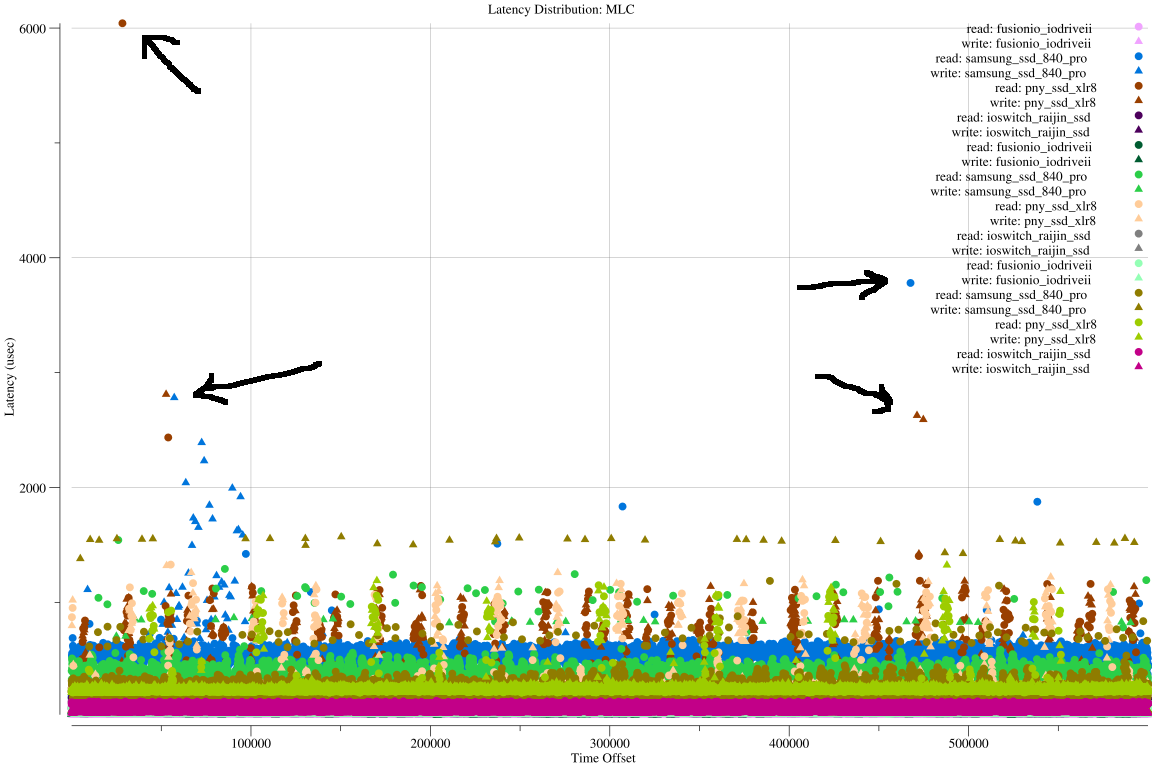 Latency Distribution: MLC
6000
4000
2000
Latency (usec)
read: fusionio_iodriveii
write: fusionio_iodriveii
read: samsung_ssd_840_pro
write: samsung_ssd_840_pro
read: pny_ssd_xlr8
write: pny_ssd_xlr8
read: ioswitch_raijin_ssd
write: ioswitch_raijin_ssd
read: fusionio_iodriveii
write: fusionio_iodriveii
read: samsung_ssd_840_pro
write: samsung_ssd_840_pro
read: pny_ssd_xlr8
write: pny_ssd_xlr8
read: ioswitch_raijin_ssd
write: ioswitch_raijin_ssd
read: fusionio_iodriveii
write: fusionio_iodriveii
read: samsung_ssd_840_pro
write: samsung_ssd_840_pro
read: pny_ssd_xlr8
write: pny_ssd_xlr8
read: ioswitch_raijin_ssd
write: ioswitch_raijin_ssd
100000 200000 300000 400000 500000
Time Offset